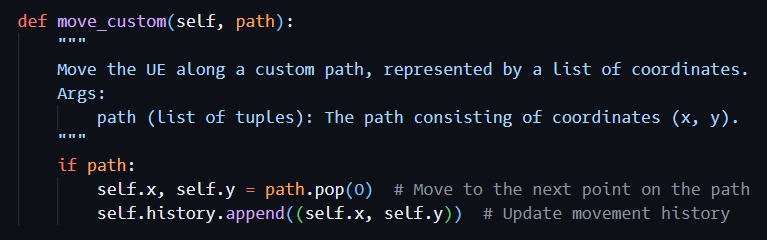 def move_custom(self, path):
    """
    Move the UE along a custom path, represented by a list of coordinates.
    Args:
        path (list of tuples): The path consisting of coordinates (x, y).
    """
    if path:
        self.x, self.y = path.pop(0)  # Move to the next point on the path
        self.history.append((self.x, self.y))  # Update movement history